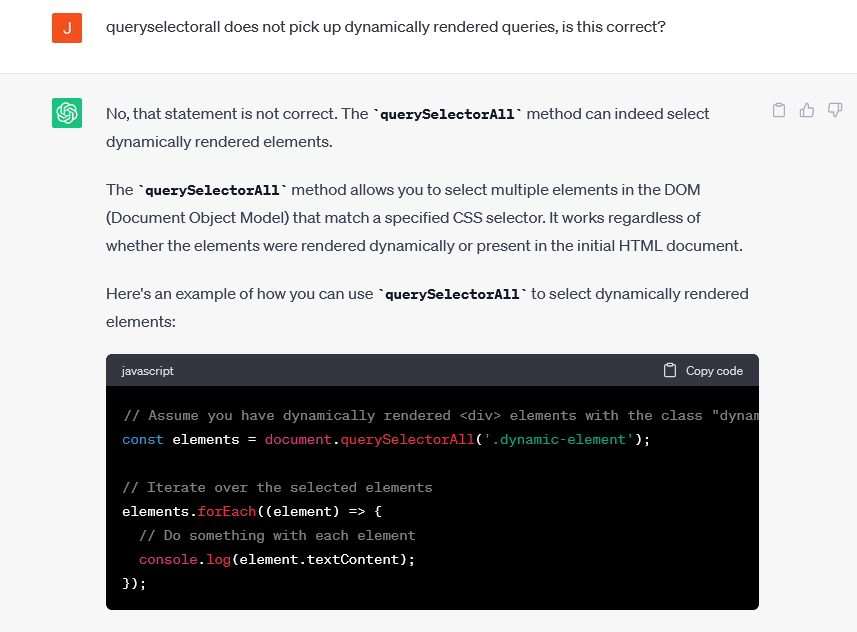 J
queryselectorall does not pick up dynamically rendered queries, is this correct?
No, that statement is not correct. The `querySelectorAll` method can indeed select
dynamically rendered elements.
The `querySelectorAll` method allows you to select multiple elements in the DOM
(Document Object Model) that match a specified CSS selector. It works regardless of
whether the elements were rendered dynamically or present in the initial HTML document.
Here's an example of how you can use `querySelectorAll` to select dynamically rendered
elements:
javascript
Copy code
// Assume you have dynamically rendered <div> elements with the class "dynam
const elements = document.querySelectorAll('.dynamic-element');
// Iterate over the selected elements
elements.forEach((element) => {
  // Do something with each element
  console.log(element.textContent);
});